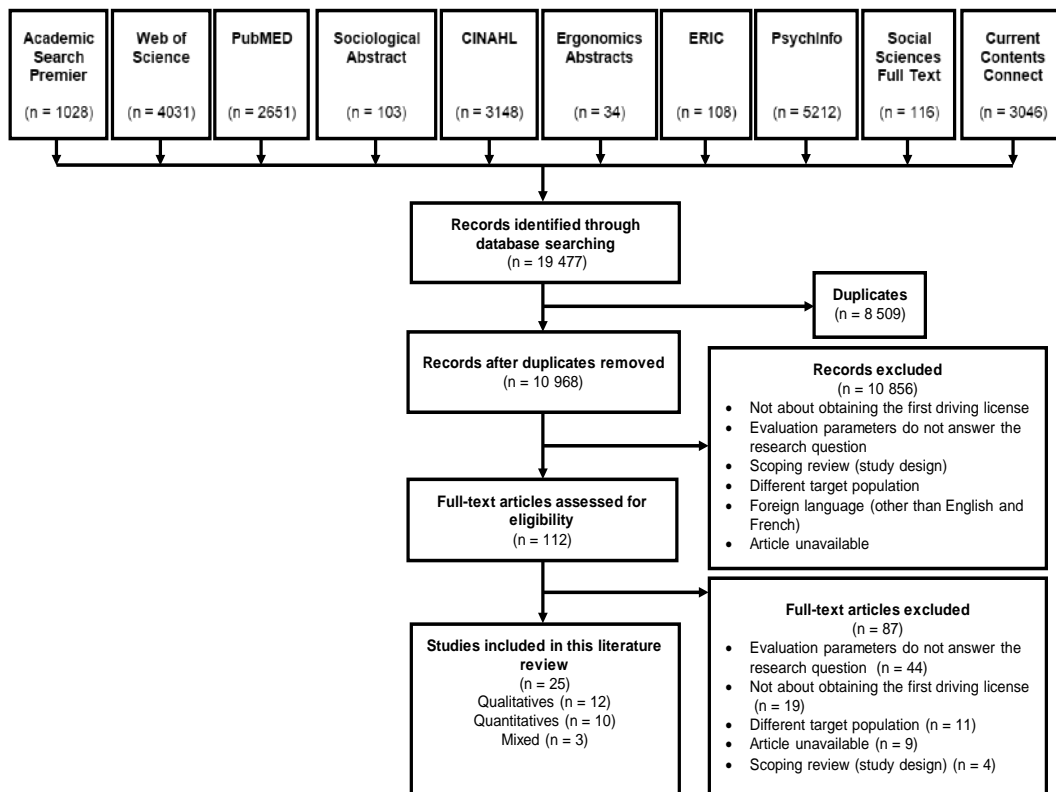 Academic
Search
Premier
(n = 1028)
Web of
Science
(n = 4031)
PubMED
(n = 2651)
Sociological
Abstract
(n = 103)
CINAHL
(n = 3148)
Ergonomics
Abstracts
(n = 34)
ERIC
(n = 108)
PsychInfo
(n = 5212)
Social
Sciences
Full Text
(n = 116)
Current
Contents
Connect
(n = 3046)
Records identified through
database searching
(n = 19 477)
Duplicates
(n = 8 509)
Records after duplicates removed
(n = 10 968)
Records excluded
(n = 10 856)
• Not about obtaining the first driving license
• Evaluation parameters do not answer the
research question
• Scoping review (study design)
• Different target population
• Foreign language (other than English and
French)
• Article unavailable
Full-text articles assessed for
eligibility
(n = 112)
Full-text articles excluded
(n = 87)
• Evaluation parameters do not answer the
research question (n = 44)
• Not about obtaining the first driving license
(n = 19)
• Different target population (n = 11)
• Article unavailable (n = 9)
• Scoping review (study design) (n = 4)
Studies included in this literature
review
(n = 25)
Qualitatives (n = 12)
Quantitatives (n = 10)
Mixed (n = 3)